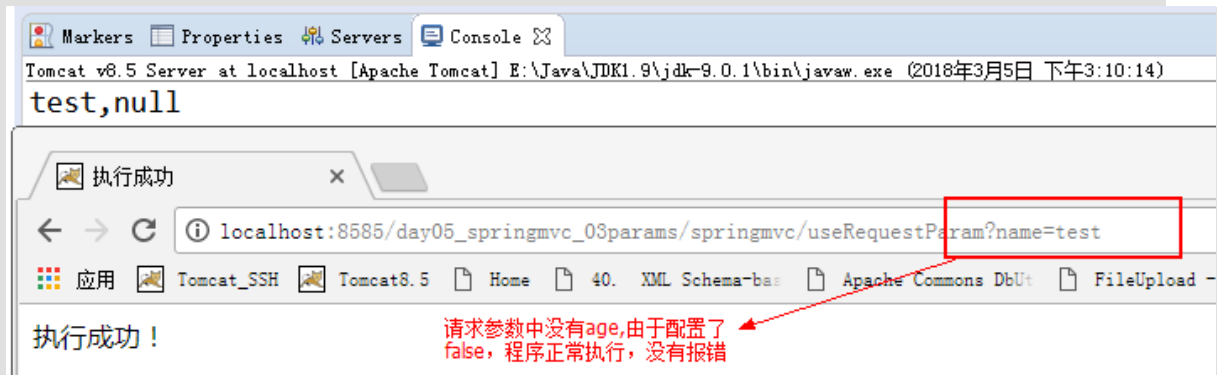 Markers Properties Servers Console
Tomcat v8.5 Server at localhost [Apache Tomcat] E:\Java\JDK1.9\jdk-9.0.1\bin\javaw.exe (2018年3月5日 下午3:10:14)
test,null
执行成功
localhost:8585/day05_springmvc_03params/springmvc/useRequestParam?name=test
应用 Tomcat_SSH Tomcat8.5 Home 40. XML Schema-bas Apache Commons DbUt FileUpload -
请求参数中没有age,由于配置了
false，程序正常执行，没有报错
执行成功！